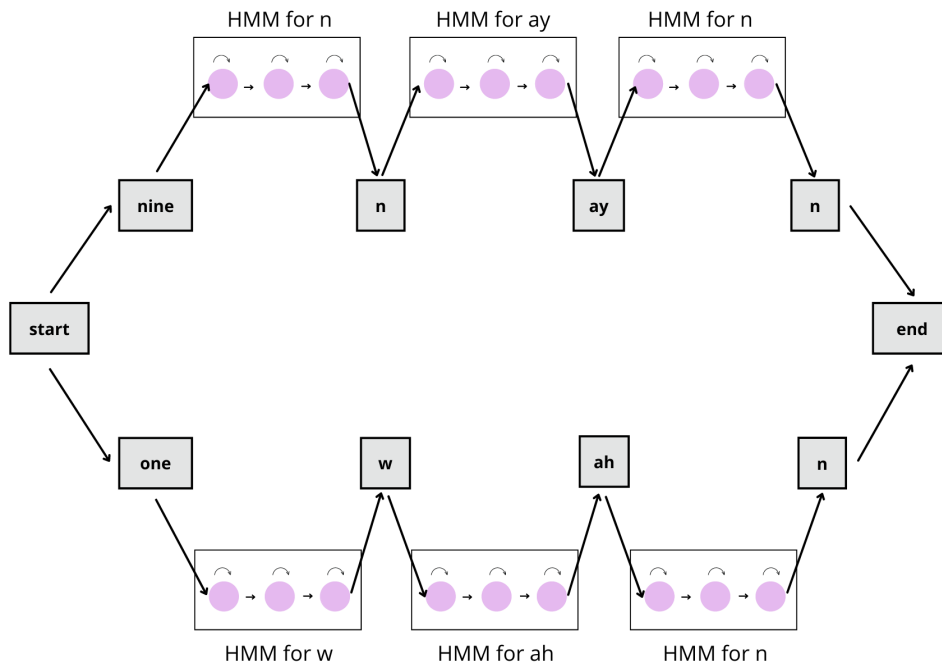 HMM for n
HMM for ay
HMM for n
nine
n
ay
n
start
end
one
w
ah
n
HMM for w
HMM for ah
HMM for n